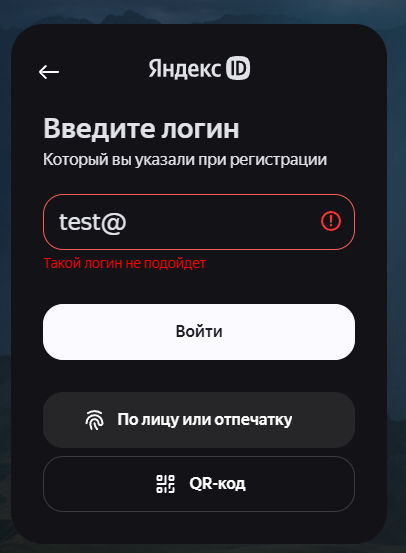 Яндекс ID
Введите логин
Который вы указали при регистрации
test@
Такой логин не подойдет
Войти
По лицу или отпечатку
QR-код